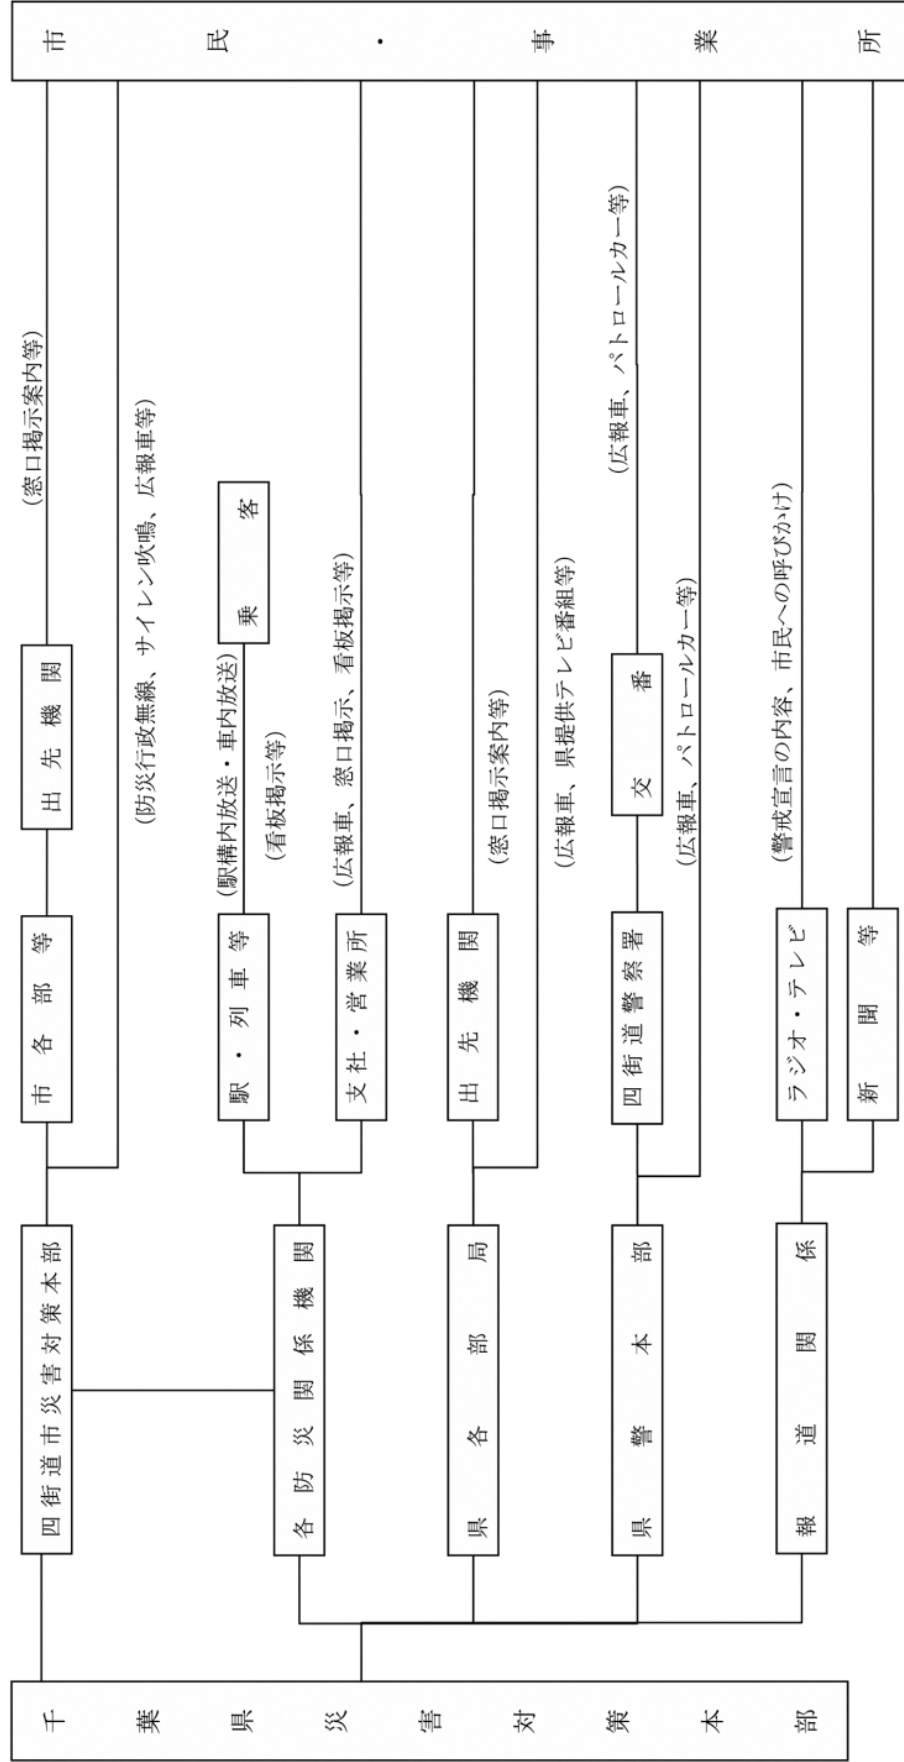 千葉県災害対策本部
四街道市災害対策本部
市各部等
出先機関
(窓口掲示案内等)
(防災行政無線、サイレン吹鳴、広報車等)
各防災関係機関
駅・列車等
(駅構内放送・車内放送)
(看板掲示等)
乗客
支社・営業所
(広報車、窓口掲示、看板掲示等)
県各部局
出先機関
(窓口掲示案内等)
(広報車、県提供テレビ番組等)
県警本部
四街道警察署
交番
(広報車、パトロールカー等)
(広報車、パトロールカー等)
報道関係
ラジオ・テレビ
(警戒宣言の内容、市民への呼びかけ)
新聞等
市民・事業所